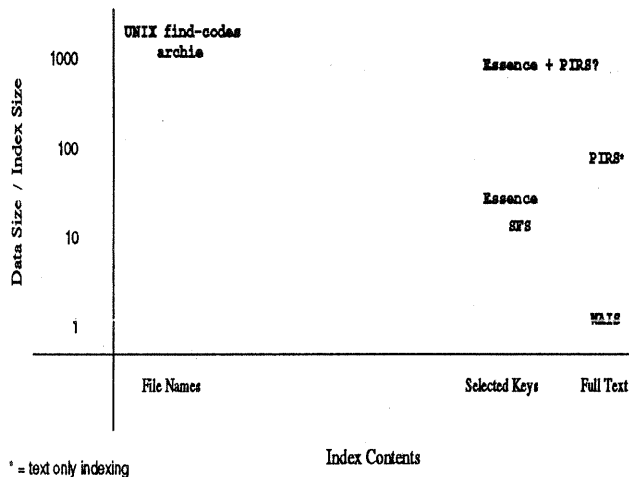 UNIX find-codes
archie
1000
Essence + PIRS?
Data Size / Index Size
100
PIRS*
Essence
SFS
10
WAIS
1
File Names
Selected Keys
Full Text
Index Contents
* = text only indexing